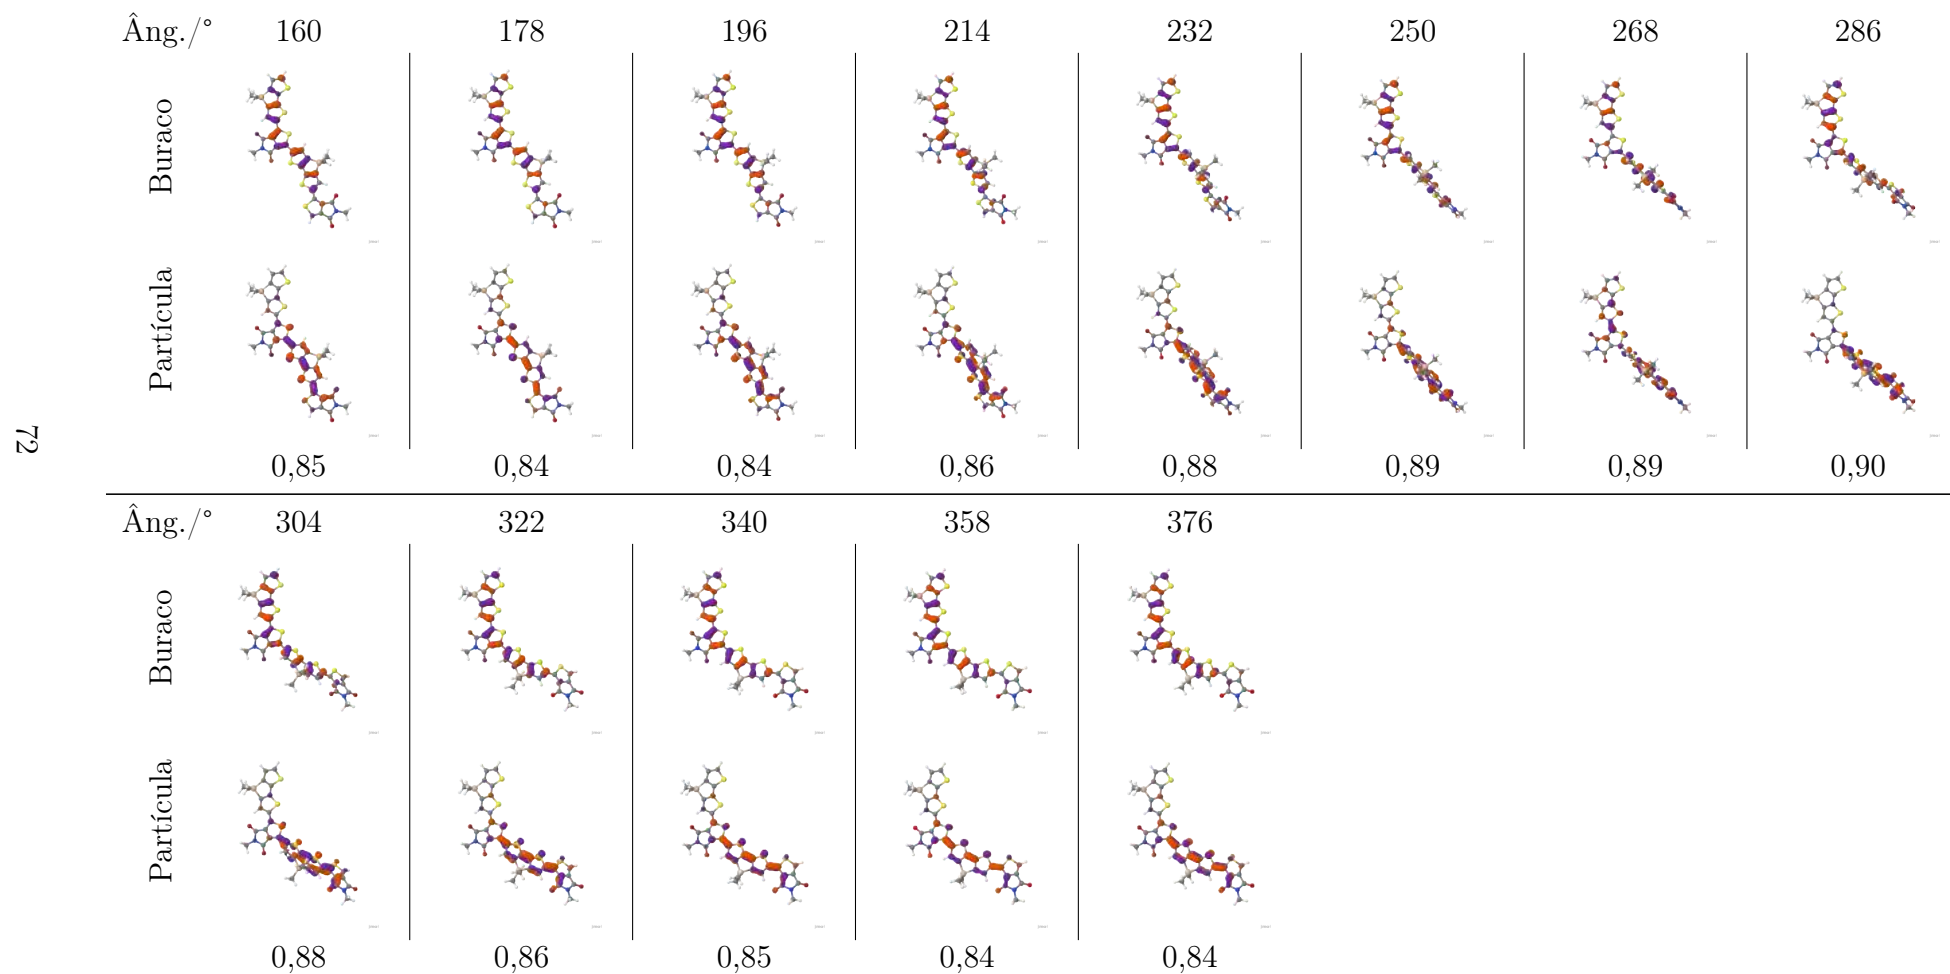 Âng./° 160 178 196 214 232 250 268 286
Buraco
Partícula
0,85 0,84 0,84 0,86 0,88 0,89 0,89 0,90
Âng./° 304 322 340 358 376
Buraco
Partícula
0,88 0,86 0,85 0,84 0,84
72